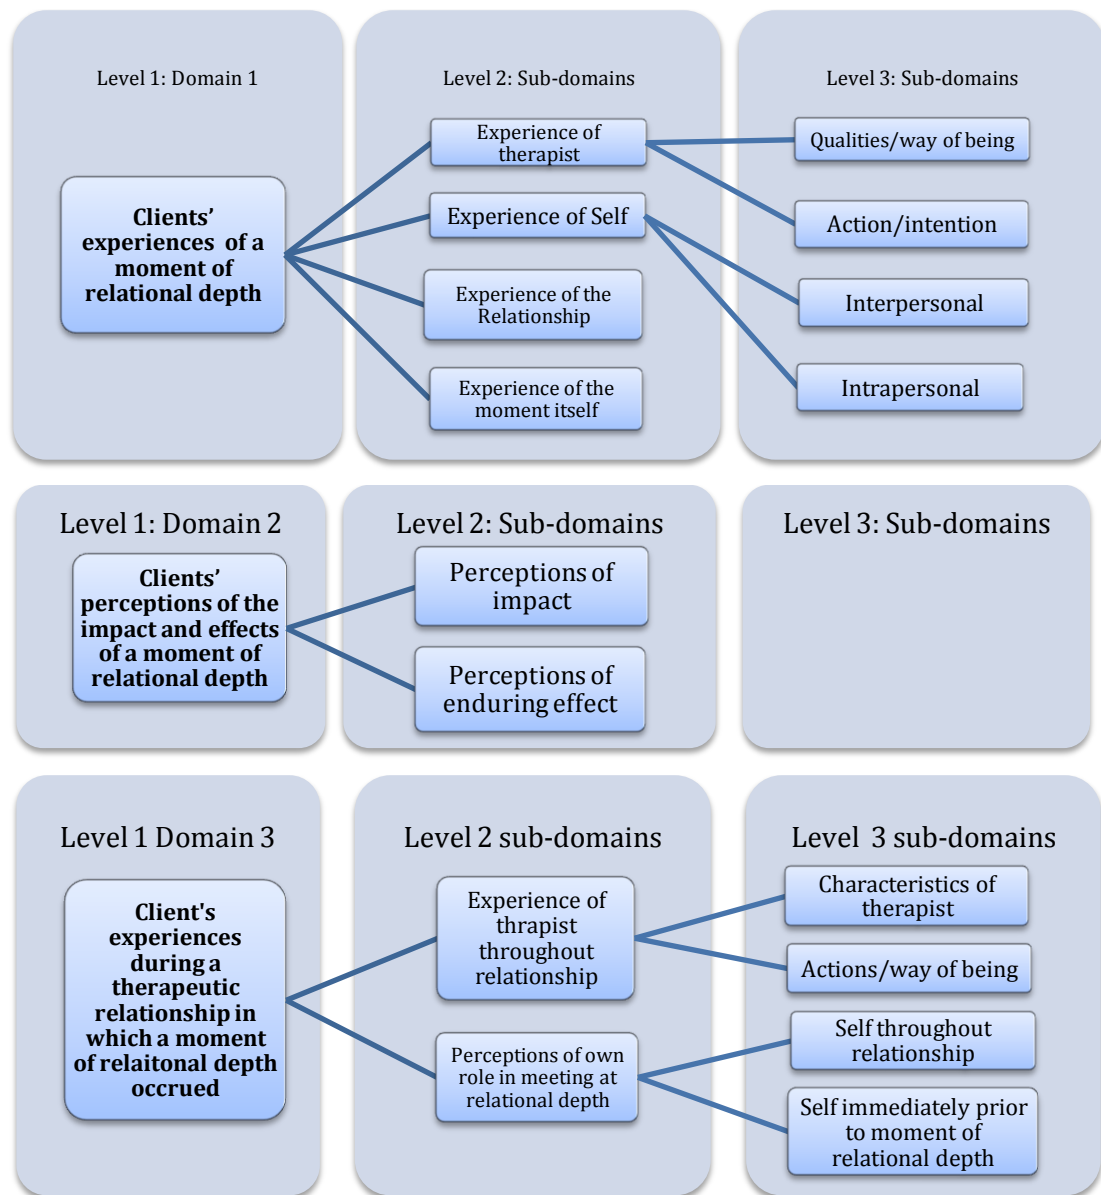 Level 1: Domain 1
Clients’
experiences of a
moment of
relational depth
Level 2: Sub-domains
Experience of
therapist
Experience of Self
Experience of the
Relationship
Experience of the
moment itself
Level 3: Sub-domains
Qualities/way of being
Action/intention
Interpersonal
Intrapersonal
Level 1: Domain 2
Clients’
perceptions of the
impact and effects
of a moment of
relational depth
Level 2: Sub-domains
Perceptions of
impact
Perceptions of
enduring effect
Level 3: Sub-domains
Level 1 Domain 3
Client's
experiences
during a
therapeutic
relationship in
which a moment
of relaitonal depth
occrued
Level 2 sub-domains
Experience of
thrapist
throughout
relationship
Perceptions of own
role in meeting at
relational depth
Level 3 sub-domains
Characteristics of
therapist
Actions/way of being
Self throughout
relationship
Self immediately prior
to moment of
relational depth